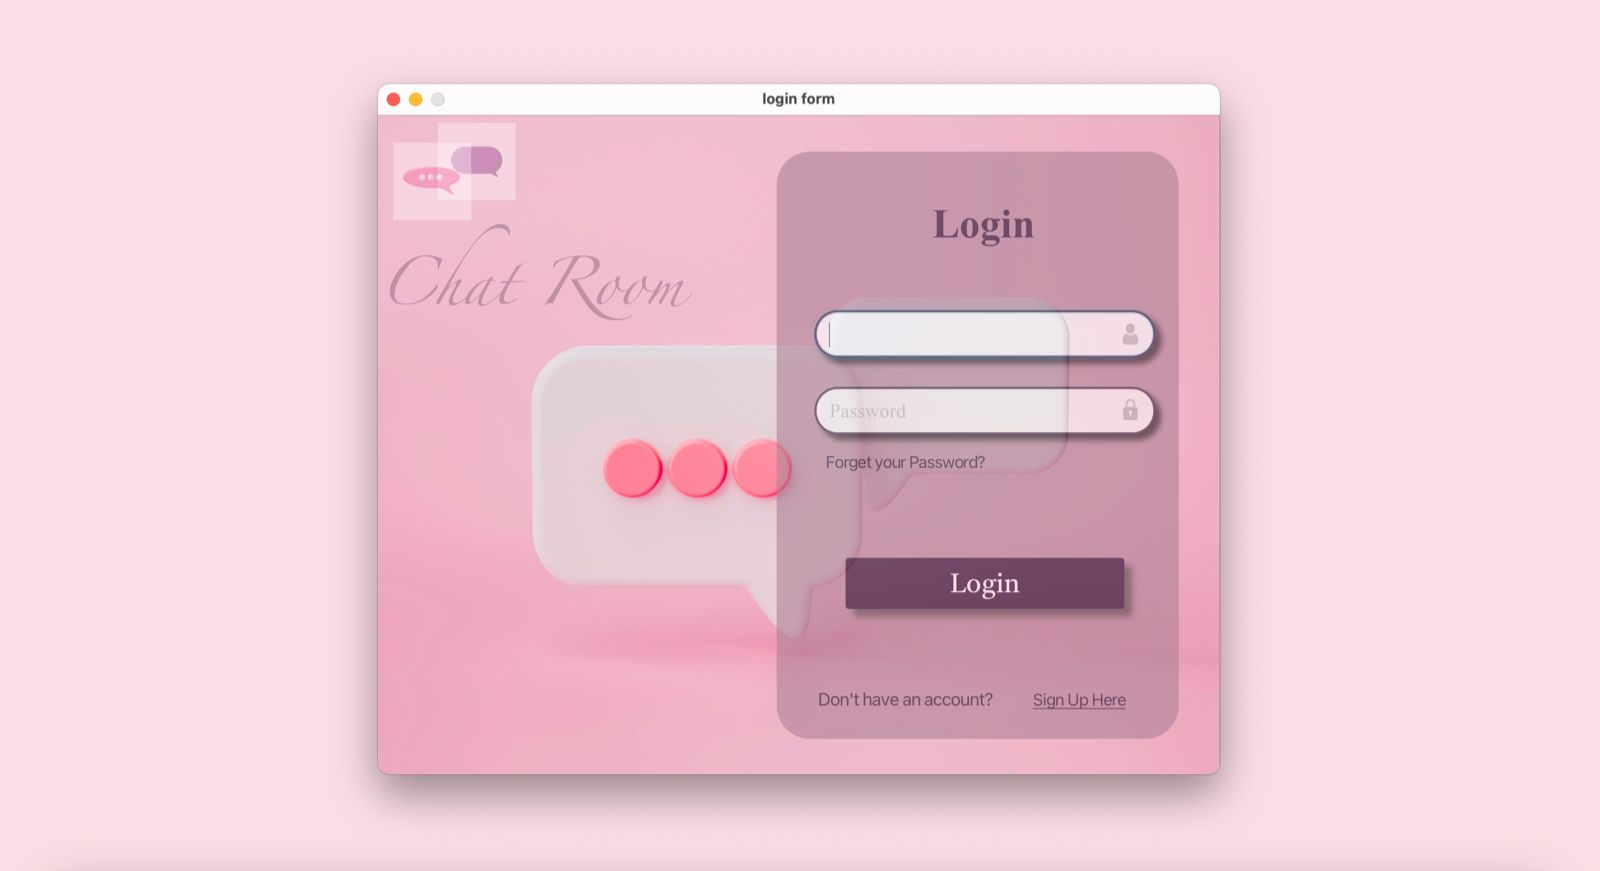 login form
Chat Room
Login
Password
Forget your Password?
Login
Don't have an account? Sign Up Here